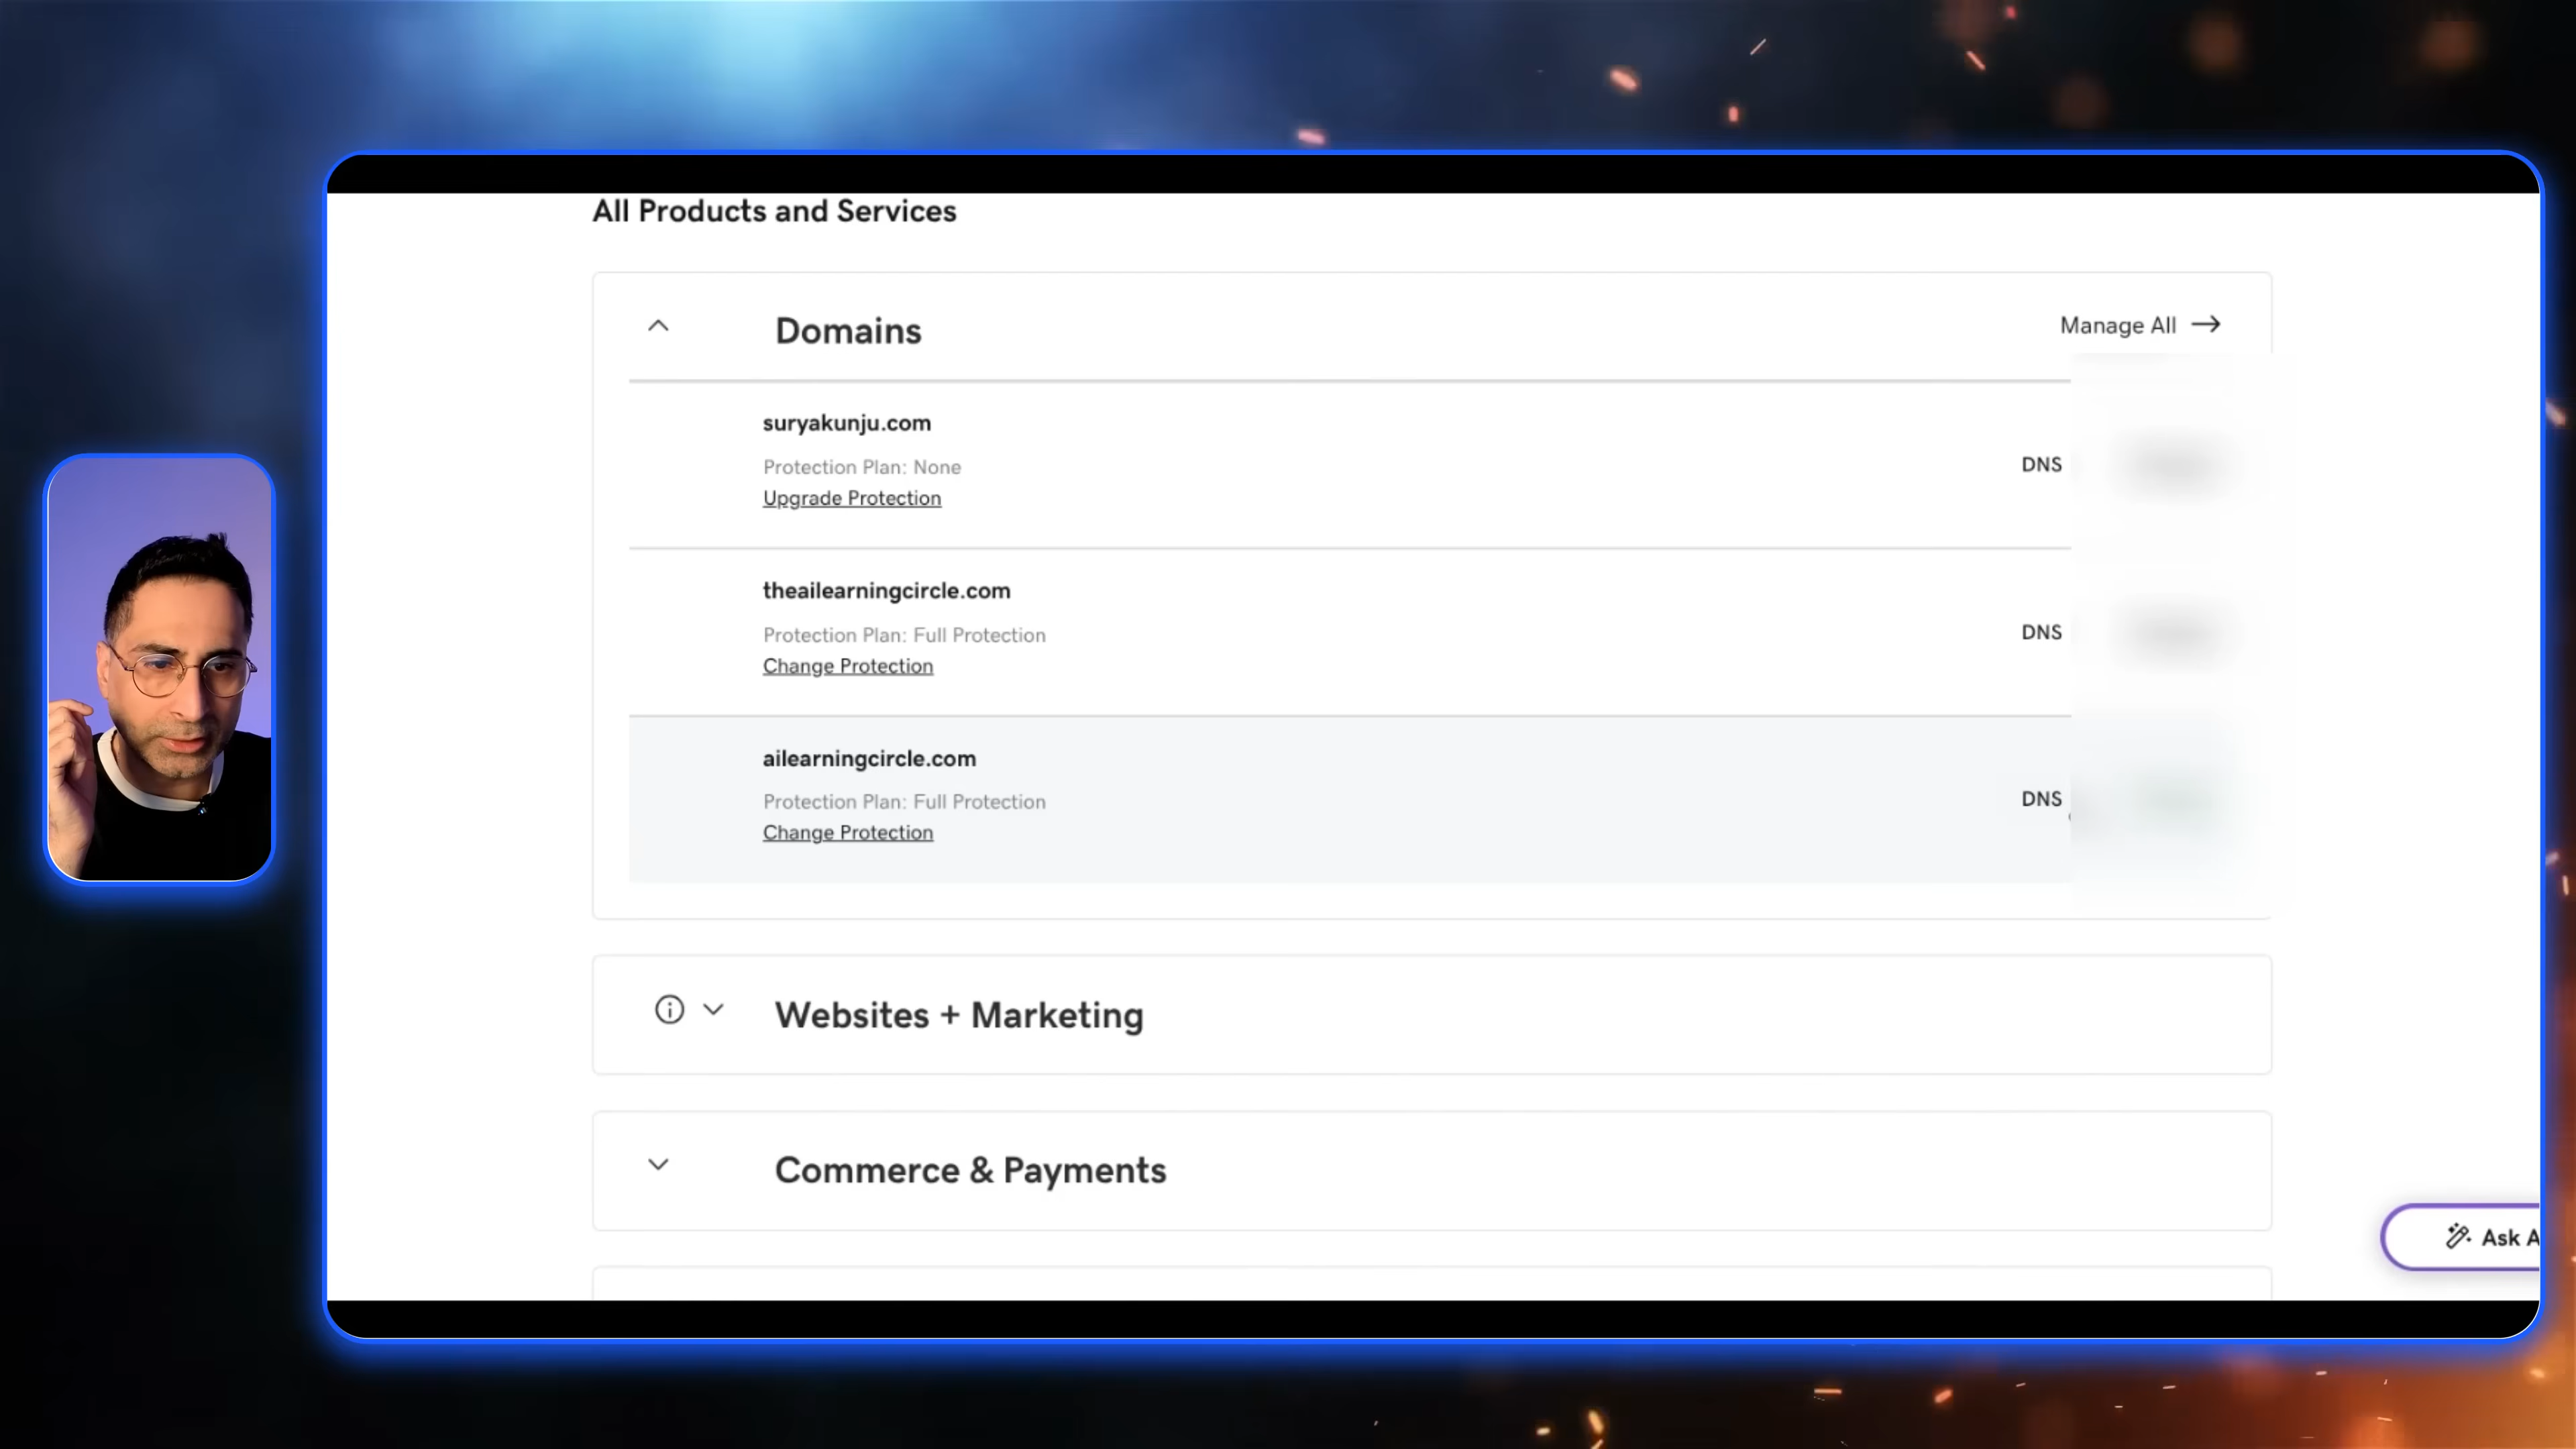 All Products and Services
Domains
Manage All
suryakunju.com
Protection Plan: None
Upgrade Protection
DNS
theailearningcircle.com
Protection Plan: Full Protection
Change Protection
DNS
ailearningcircle.com
Protection Plan: Full Protection
Change Protection
DNS
Websites + Marketing
Commerce & Payments
Ask A